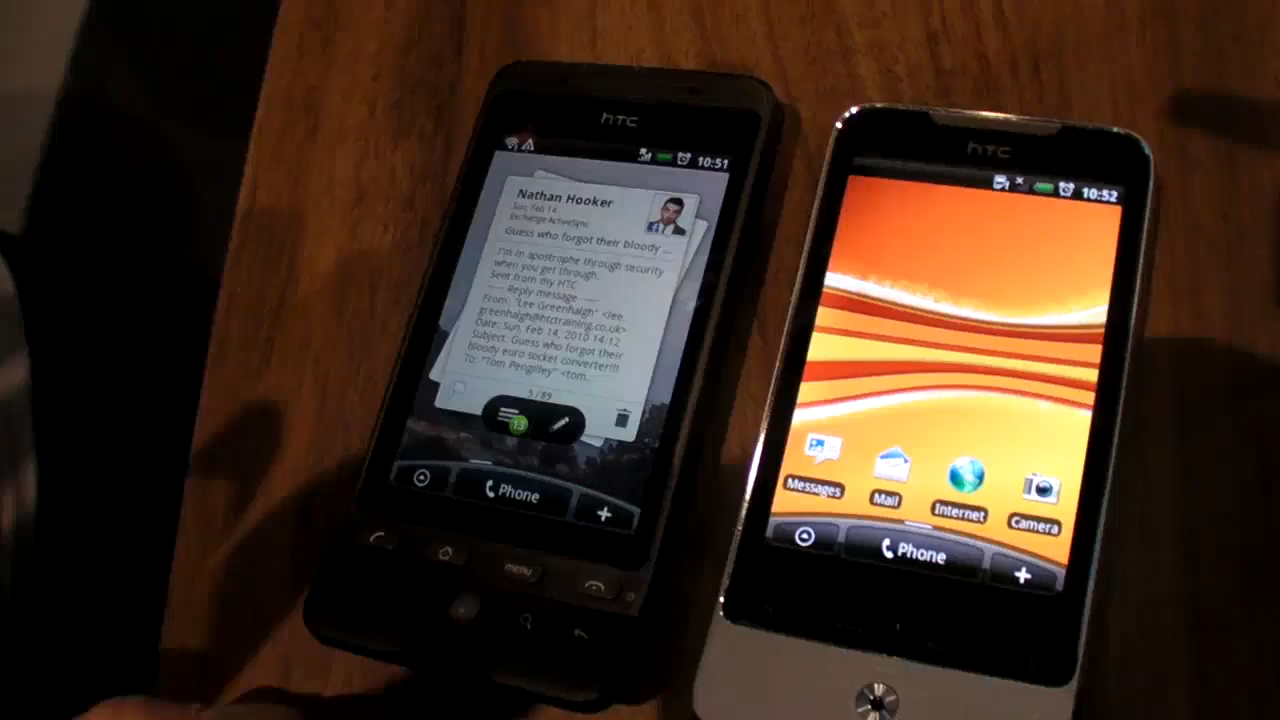 hTC
10:51
Nathan Hooker
Sun, Feb 14
Exchange ActiveSync
Guess who forgot their bloody ...
I'm in apostrophe through security
when you get through.
Sent from my HTC
----- Reply message -----
From: "Lee Greenhalgh" <lee.
greenhalgh@htctraining.co.uk>
Date: Sun, Feb 14, 2010 14:12
Subject: Guess who forgot their
bloody euro socket converter!!!
To: "Tom Pengilley" <tom.
5 / 89
13
Phone
menu
hTC
10:52
Messages
Mail
Internet
Camera
Phone